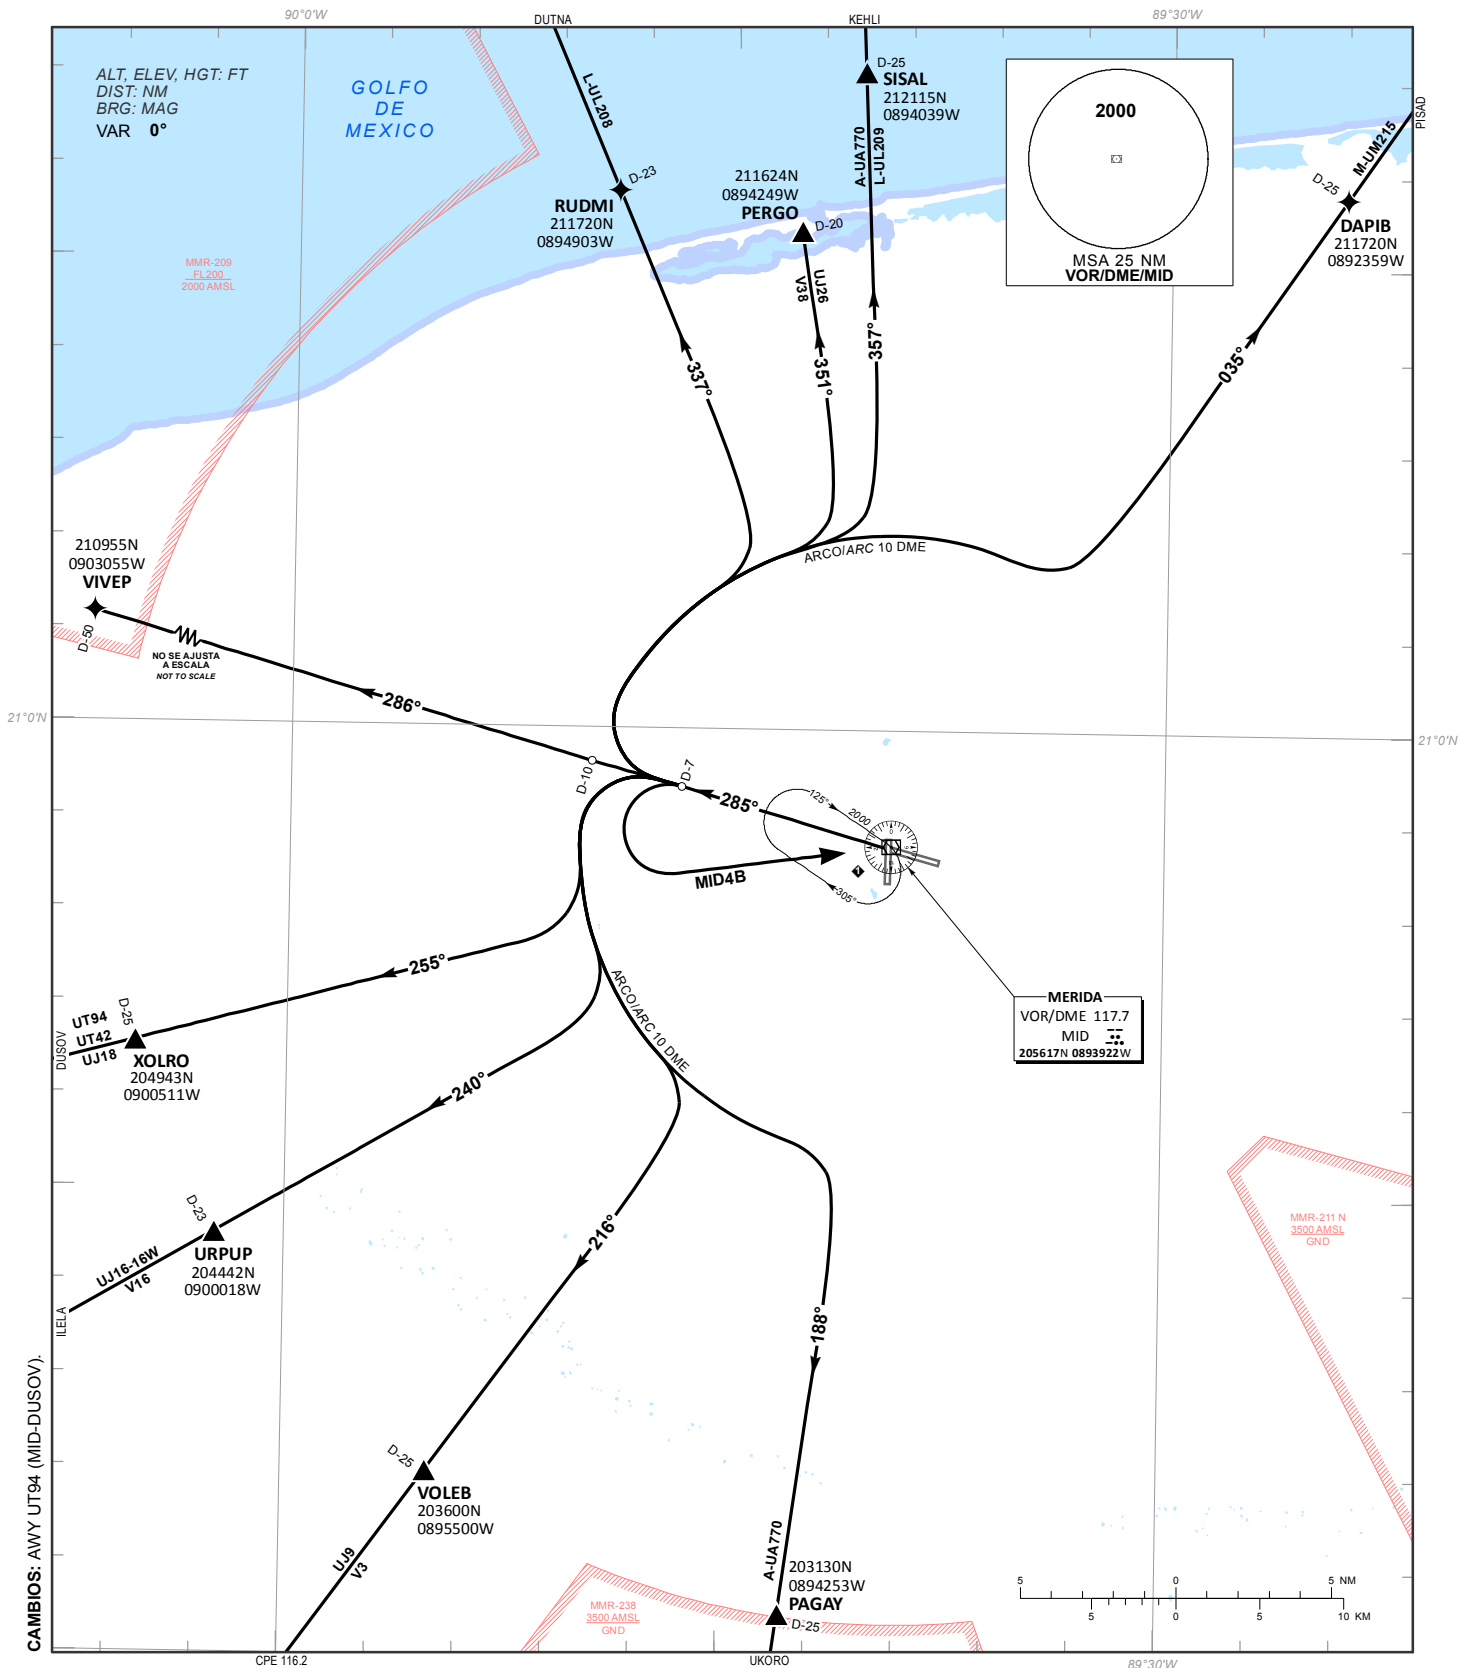 90°0'W
DUTNA
KEHLI
89°30'W
ALT, ELEV, HGT: FT
DIST: NM
BRG: MAG
VAR 0°
GOLFO
DE
MEXICO
L-UL208
D-25
SISAL
212115N
0894039W
A-UA770
L-UL209
2000
MSA 25 NM
VOR/DME/MID
PISAD
M-UM215
D-25
DAPIB
211720N
0892359W
D-23
RUDMI
211720N
0894903W
211624N
0894249W
PERGO
D-20
UJ26
V38
MMR-209
FL200
2000 AMSL
337°
351°
357°
035°
ARCO/ARC 10 DME
210955N
0903055W
VIVEP
D-50
NO SE AJUSTA
A ESCALA
NOT TO SCALE
286°
21°0'N
21°0'N
D-10
D-7
285°
125°
2000
305°
0
1
MID4B
255°
D-25
UT94
UT42
UJ18
DUSOV
XOLRO
204943N
0900511W
ARCO/ARC 10 DME
MERIDA
VOR/DME 117.7
MID
205617N 0893922W
240°
D-23
URPUP
204442N
0900018W
UJ16-16W
V16
ILELA
216°
188°
MMR-211 N
3500 AMSL
GND
D-25
VOLEB
203600N
0895500W
UJ9
V3
A-UA770
203130N
0894253W
PAGAY
D-25
MMR-238
3500 AMSL
GND
5 0 5 NM
5 0 5 10 KM
CPE 116.2
UKORO
89°30'W
CAMBIOS: AWY UT94 (MID-DUSOV).